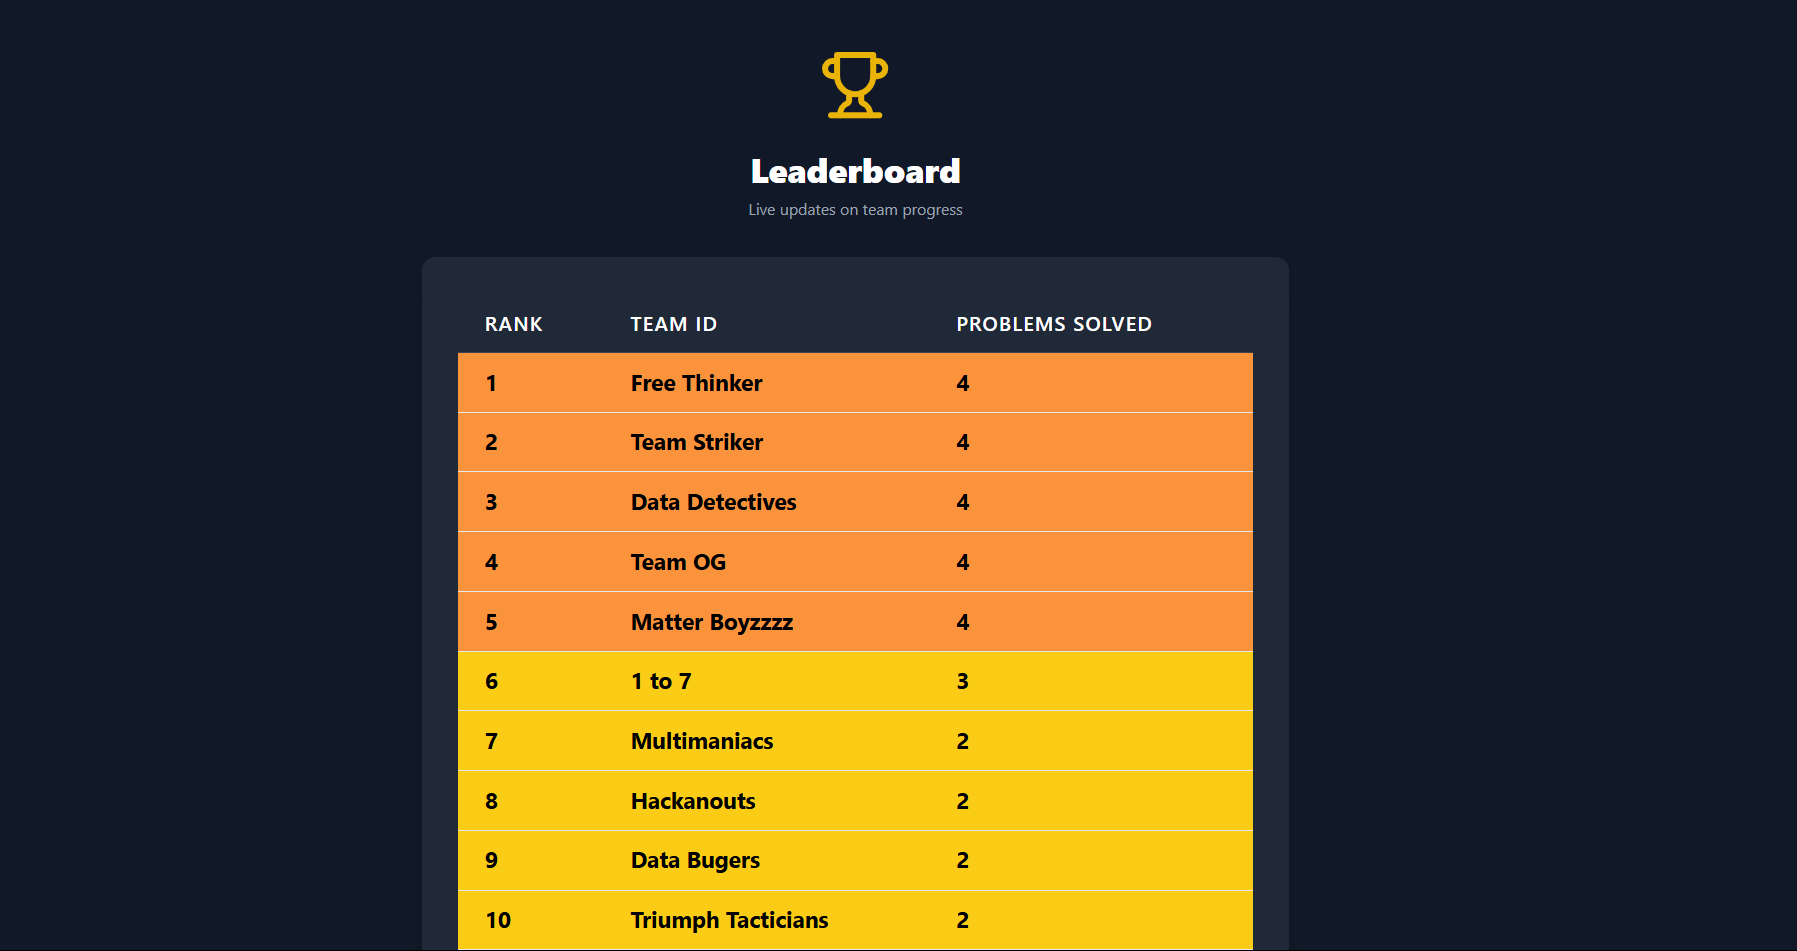 Leaderboard
Live updates on team progress
RANK TEAM ID PROBLEMS SOLVED
1 Free Thinker 4
2 Team Striker 4
3 Data Detectives 4
4 Team OG 4
5 Matter Boyzzzz 4
6 1 to 7 3
7 Multimaniacs 2
8 Hackanouts 2
9 Data Bugers 2
10 Triumph Tacticians 2